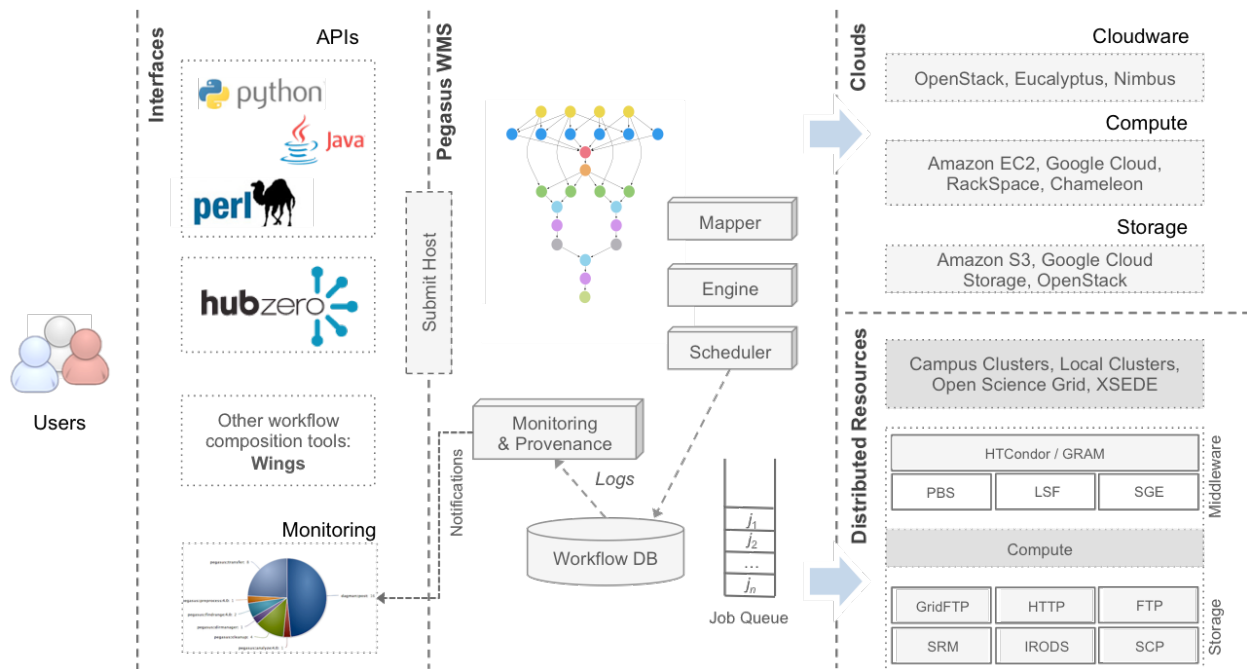 Users
Interfaces
APIs
python
Java
perl
hubzero
Other workflow
composition tools:
Wings
Monitoring
Pegasus WMS
Submit Host
Mapper
Engine
Scheduler
Monitoring
& Provenance
Notifications
Logs
Workflow DB
j1
j2
...
jn
Job Queue
Clouds
Cloudware
OpenStack, Eucalyptus, Nimbus
Compute
Amazon EC2, Google Cloud,
RackSpace, Chameleon
Storage
Amazon S3, Google Cloud
Storage, OpenStack
Distributed Resources
Campus Clusters, Local Clusters,
Open Science Grid, XSEDE
HTCondor / GRAM
PBS
LSF
SGE
Middleware
Compute
GridFTP
HTTP
FTP
SRM
IRODS
SCP
Storage